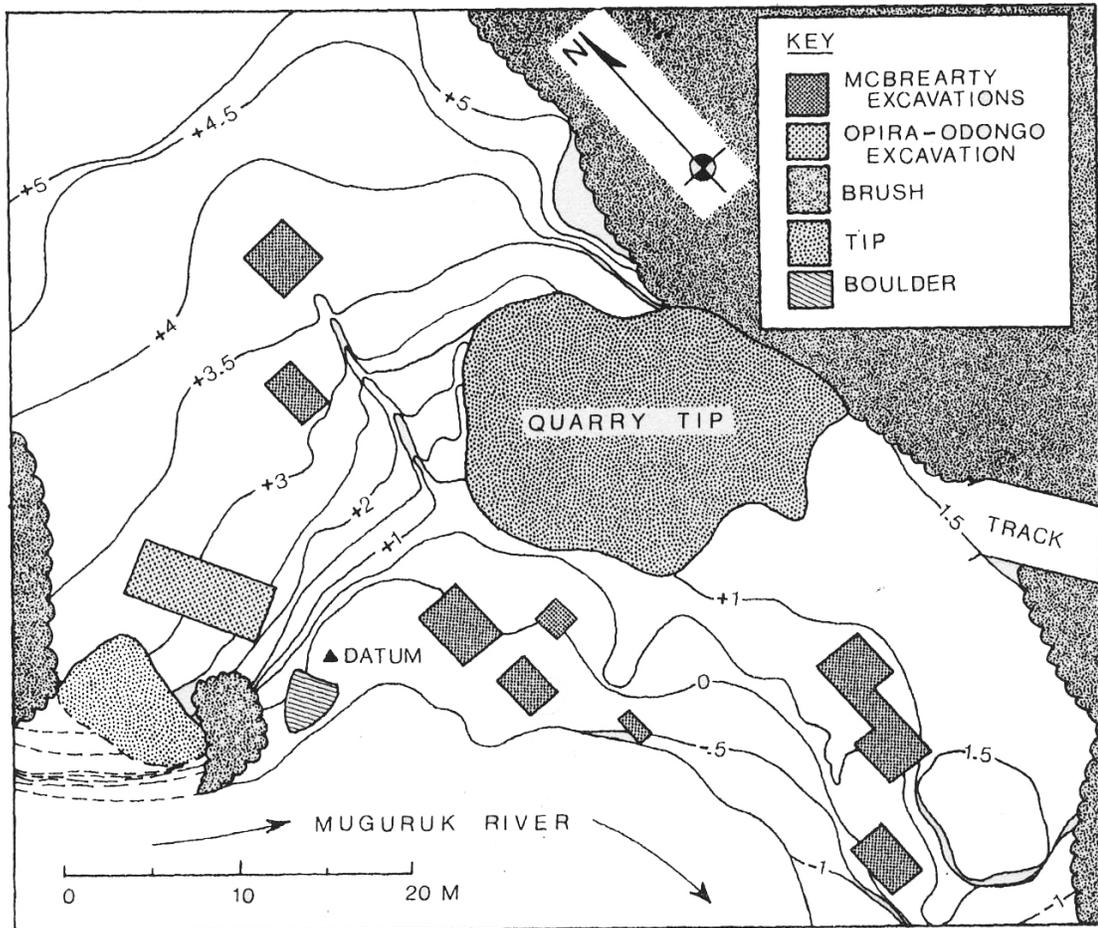 KEY
MCBREARTY
EXCAVATIONS
OPIRA-ODONGO
EXCAVATION
BRUSH
TIP
BOULDER
N
+5
+4.5
+5
+4
+3.5
QUARRY TIP
+3
+2
+1
1.5
TRACK
+1
DATUM
0
-.5
1.5
MUGURUK RIVER
-1
-1
0 10 20 M